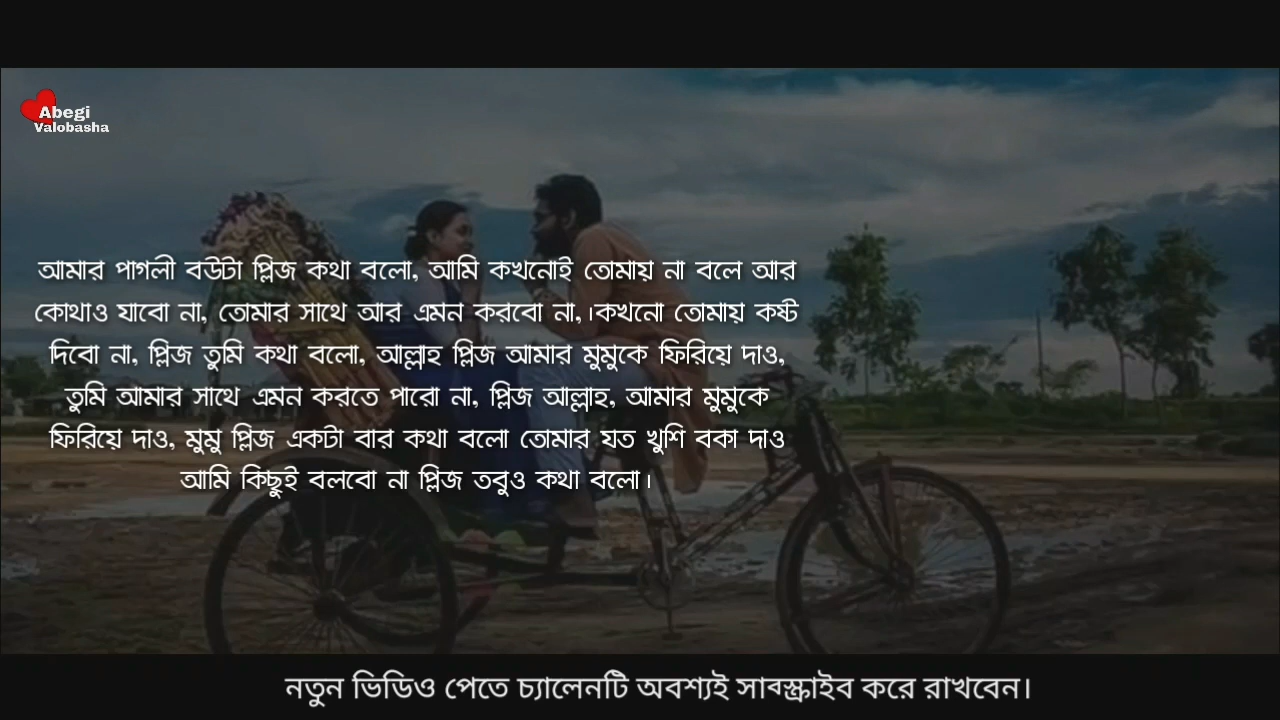 Abegi
Valobasha
আমার পাগলী বউটা প্লিজ কথা বলো, আমি কখনোই তোমায় না বলে আর
কোথাও যাবো না, তোমার সাথে আর এমন করবো না,।কখনো তোমায় কষ্ট
দিবো না, প্লিজ তুমি কথা বলো, আল্লাহ প্লিজ আমার মুমুকে ফিরিয়ে দাও,
তুমি আমার সাথে এমন করতে পারো না, প্লিজ আল্লাহ, আমার মুমুকে
ফিরিয়ে দাও, মুমু প্লিজ একটা বার কথা বলো তোমার যত খুশি বকা দাও
আমি কিছুই বলবো না প্লিজ তবুও কথা বলো।
নতুন ভিডিও পেতে চ্যালেনটি অবশ্যই সাবস্ক্রাইব করে রাখবেন।